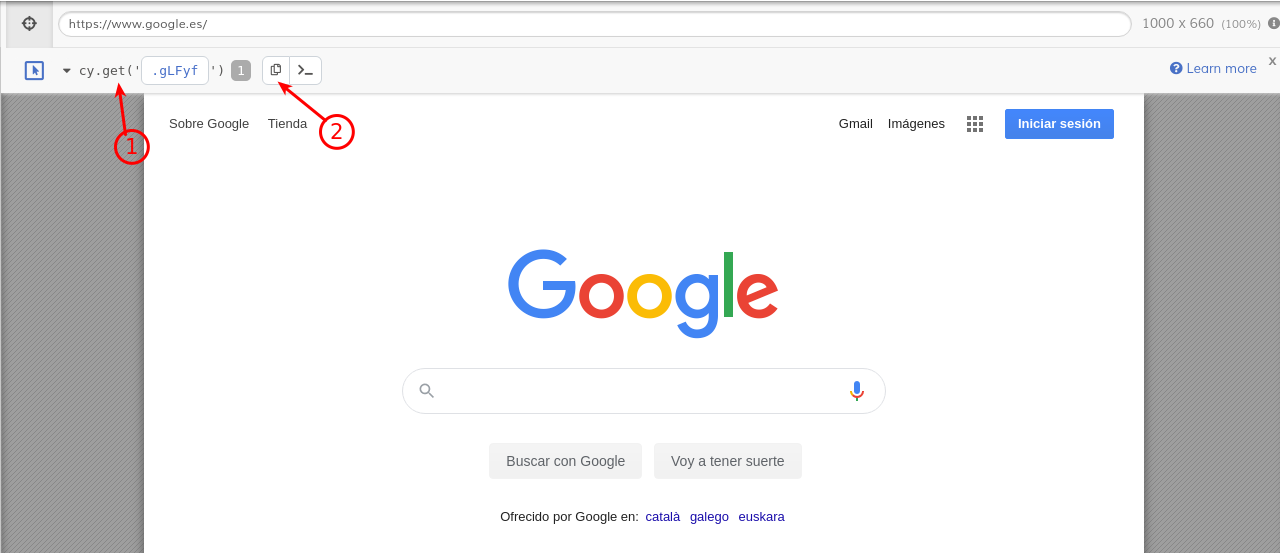 https://www.google.es/ 1000 x 660 (100%)
cy.get(' .gLFyf ') 1 Learn more x
1 2
Sobre Google Tienda Gmail Imágenes Iniciar sesión
Google
Buscar con Google Voy a tener suerte
Ofrecido por Google en: català galego euskara